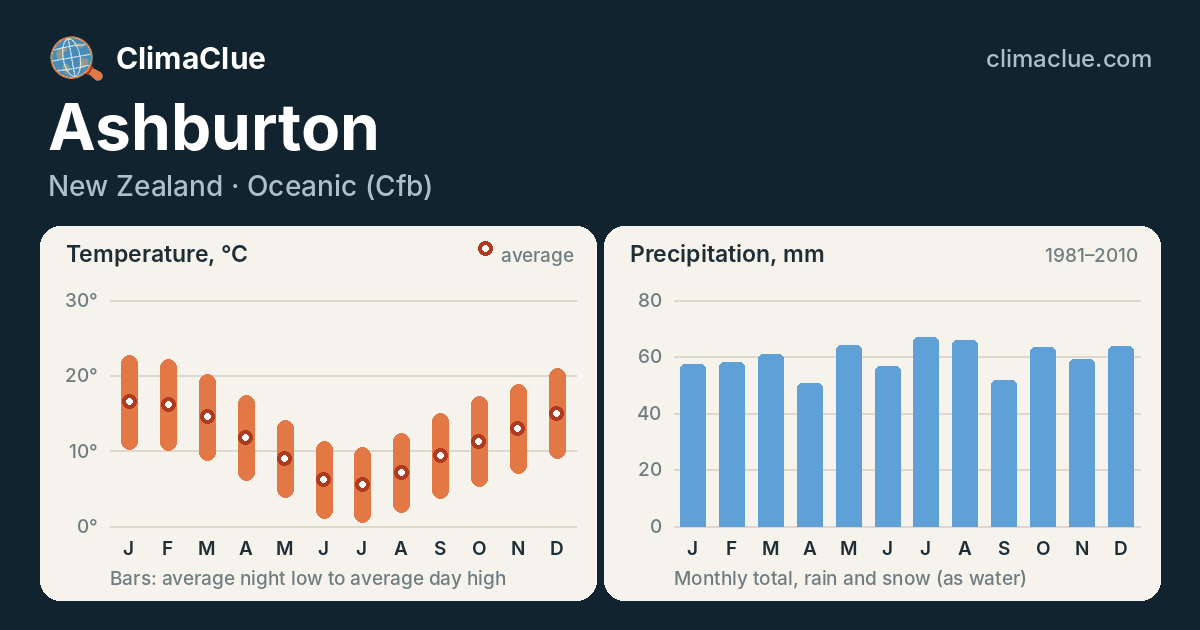 ClimaClue
climaclue.com
Ashburton
New Zealand · Oceanic (Cfb)
Temperature, °C
average
30°
20°
10°
0°
J F M A M J J A S O N D
Bars: average night low to average day high
Precipitation, mm
1981–2010
80
60
40
20
0
J F M A M J J A S O N D
Monthly total, rain and snow (as water)